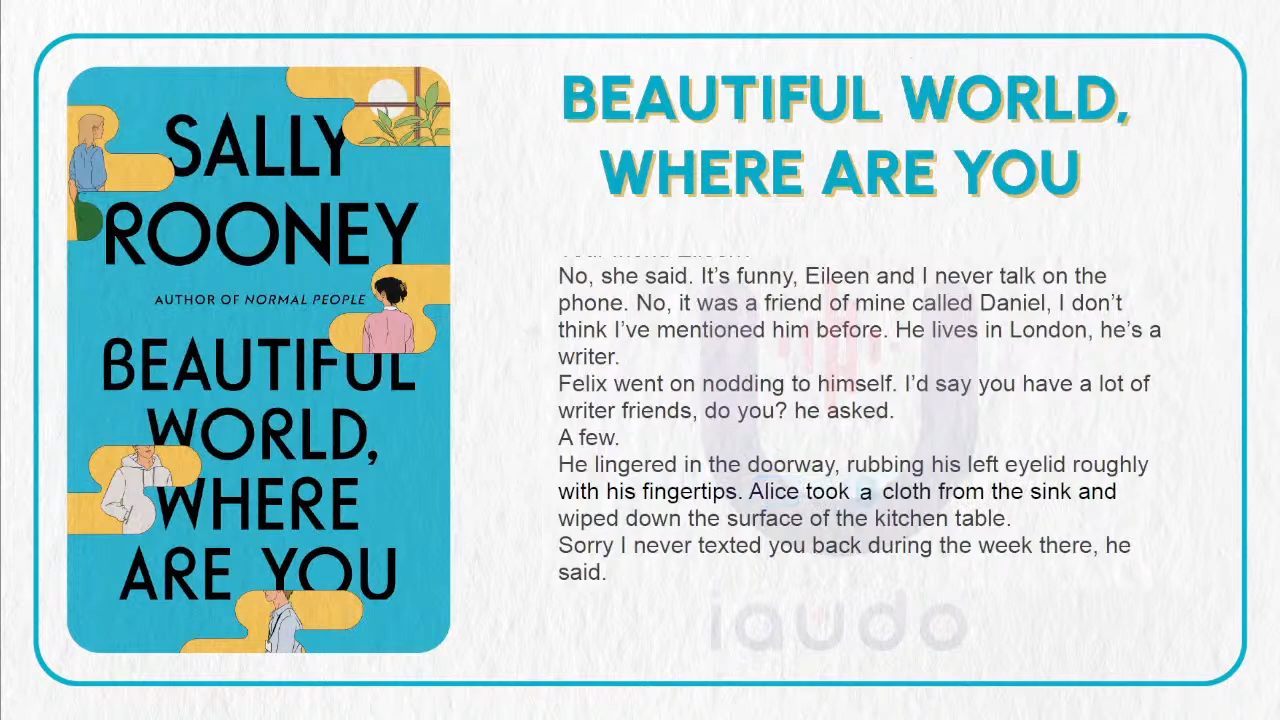 SALLY
ROONEY
AUTHOR OF NORMAL PEOPLE
BEAUTIFUL
WORLD,
WHERE
ARE YOU
BEAUTIFUL WORLD,
WHERE ARE YOU
No, she said. It’s funny, Eileen and I never talk on the
phone. No, it was a friend of mine called Daniel, I don’t
think I’ve mentioned him before. He lives in London, he’s a
writer.
Felix went on nodding to himself. I’d say you have a lot of
writer friends, do you? he asked.
A few.
He lingered in the doorway, rubbing his left eyelid roughly
with his fingertips. Alice took a cloth from the sink and
wiped down the surface of the kitchen table.
Sorry I never texted you back during the week there, he
said.
iaudo